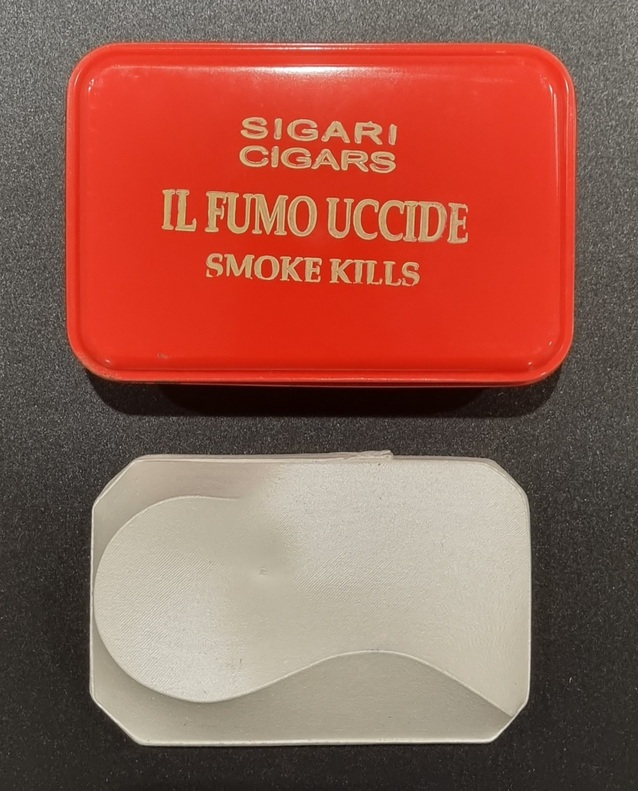 SIGARI
CIGARS
IL FUMO UCCIDE
SMOKE KILLS